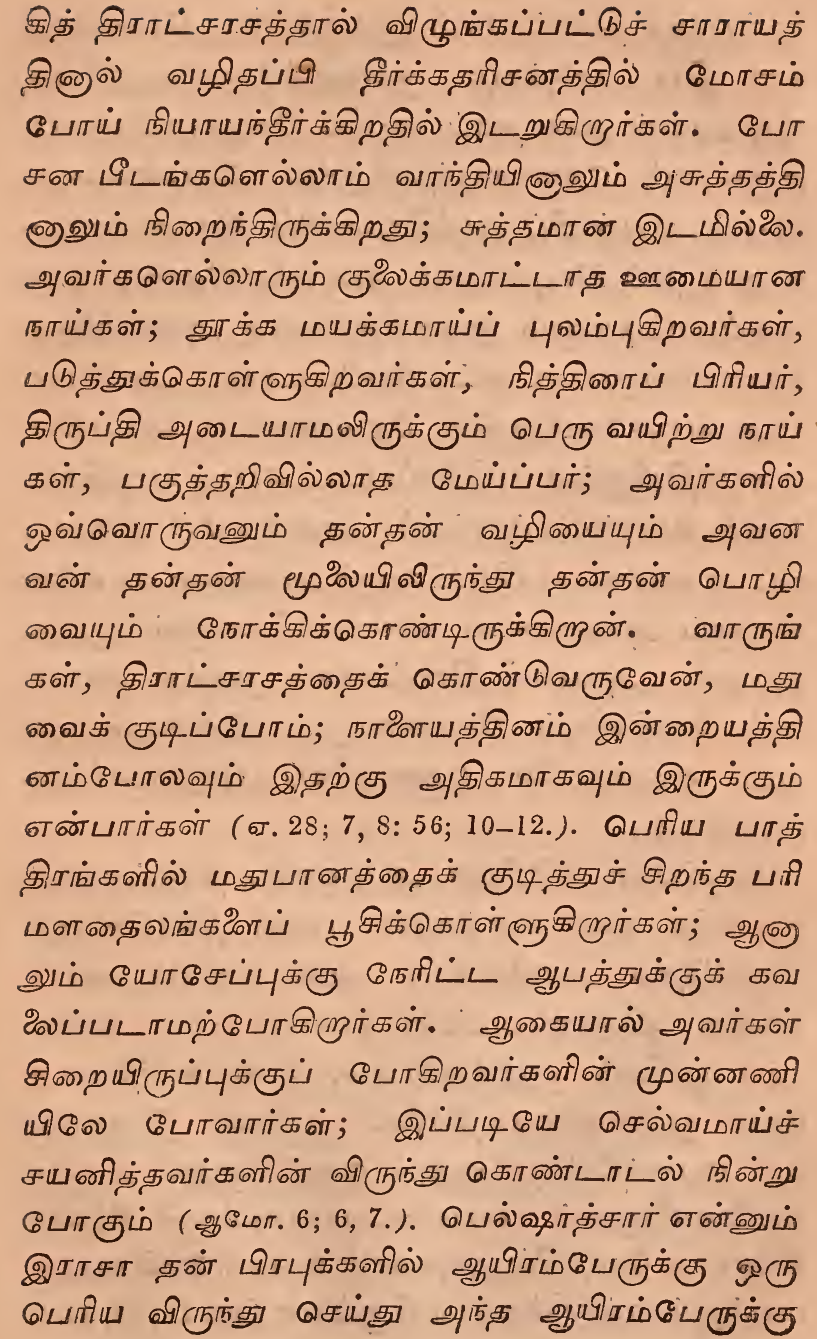 கித் திராட்சரசத்தால் விழுங்கப்பட்டுச் சாராயத்
தினால் வழிதப்பி தீர்க்கதரிசனத்தில் மோசம்
போய் நியாயந்தீர்க்கிறதில் இடறுகிறார்கள். போ
சன பீடங்களெல்லாம் வாந்தியினாலும் அசுத்தத்தி
னாலும் நிறைந்திருக்கிறது; சுத்தமான இடமில்லை.
அவர்களெல்லாரும் குலைக்கமாட்டாத ஊமையான
நாய்கள்; தூக்க மயக்கமாய்ப் புலம்புகிறவர்கள்,
படுத்துக்கொள்ளுகிறவர்கள், நித்திரைப் பிரியர்,
திருப்தி அடையாமலிருக்கும் பெரு வயிற்று நாய்
கள், பகுத்தறிவில்லாத மேய்ப்பர்; அவர்களில்
ஒவ்வொருவனும் தன்தன் வழியையும் அவன
வன் தன்தன் மூலையிலிருந்து தன்தன் பொழி
வையும் நோக்கிக்கொண்டிருக்கிறான். வாருங்
கள், திராட்சரசத்தைக் கொண்டுவருவேன், மது
வைக் குடிப்போம்; நாளையத்தினம் இன்றையத்தி
னம்போலவும் இதற்கு அதிகமாகவும் இருக்கும்
என்பார்கள் (ஏ. 28; 7, 8: 56; 10–12.). பெரிய பாத்
திரங்களில் மதுபானத்தைக் குடித்துச் சிறந்த பரி
மளதைலங்களைப் பூசிக்கொள்ளுகிறார்கள்; ஆனா
லும் யோசேப்புக்கு நேரிட்ட ஆபத்துக்குக் கவ
லைப்படாமற்போகிறார்கள். ஆகையால் அவர்கள்
சிறையிருப்புக்குப் போகிறவர்களின் முன்னணி
யிலே போவார்கள்; இப்படியே செல்வமாய்ச்
சயனித்தவர்களின் விருந்து கொண்டாடல் நின்று
போகும் (ஆமோ. 6; 6, 7.). பெல்ஷர்த்சார் என்னும்
இராசா தன் பிரபுக்களில் ஆயிரம்பேருக்கு ஒரு
பெரிய விருந்து செய்து அந்த ஆயிரம்பேருக்கு